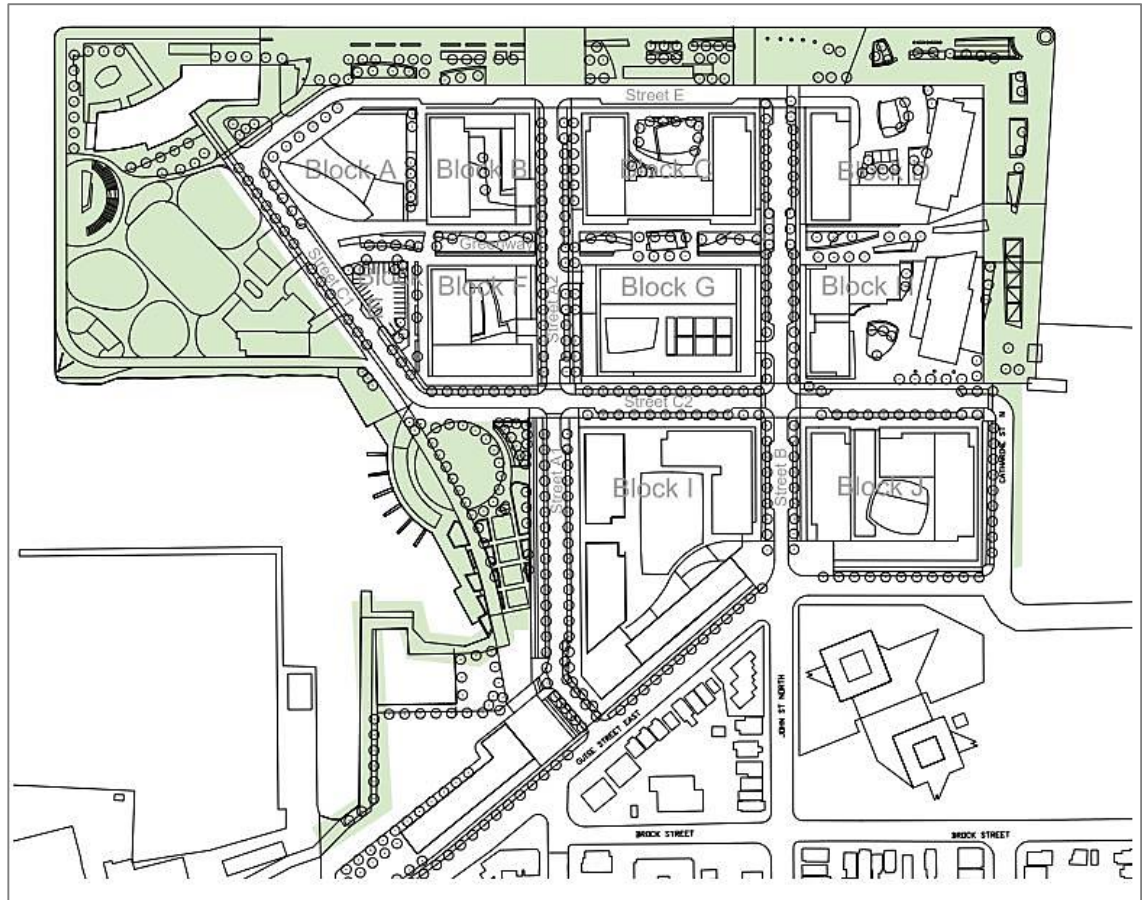 Street E
Block A
Block B
Block C
Block D
Greenway
Street C1
Block
Block F
Street A2
Block G
Block H
Street C2
CATHARINE ST N
Street A1
Block I
Street B
Block J
JOHN ST NORTH
GUISE STREET EAST
BROCK STREET
BROCK STREET